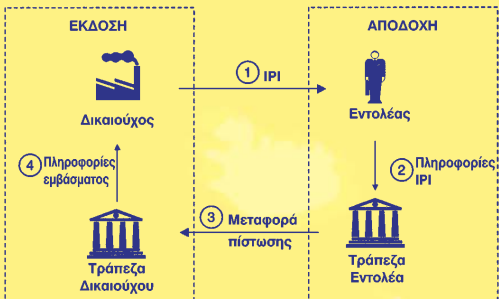 ΕΚΔΟΣΗ
ΑΠΟΔΟΧΗ
1 IPI
Δικαιούχος
Εντολέας
4 Πληροφορίες
εμβάσματος
2 Πληροφορίες
IPI
3 Μεταφορά
πίστωσης
Τράπεζα
Δικαιούχου
Τράπεζα
Εντολέα